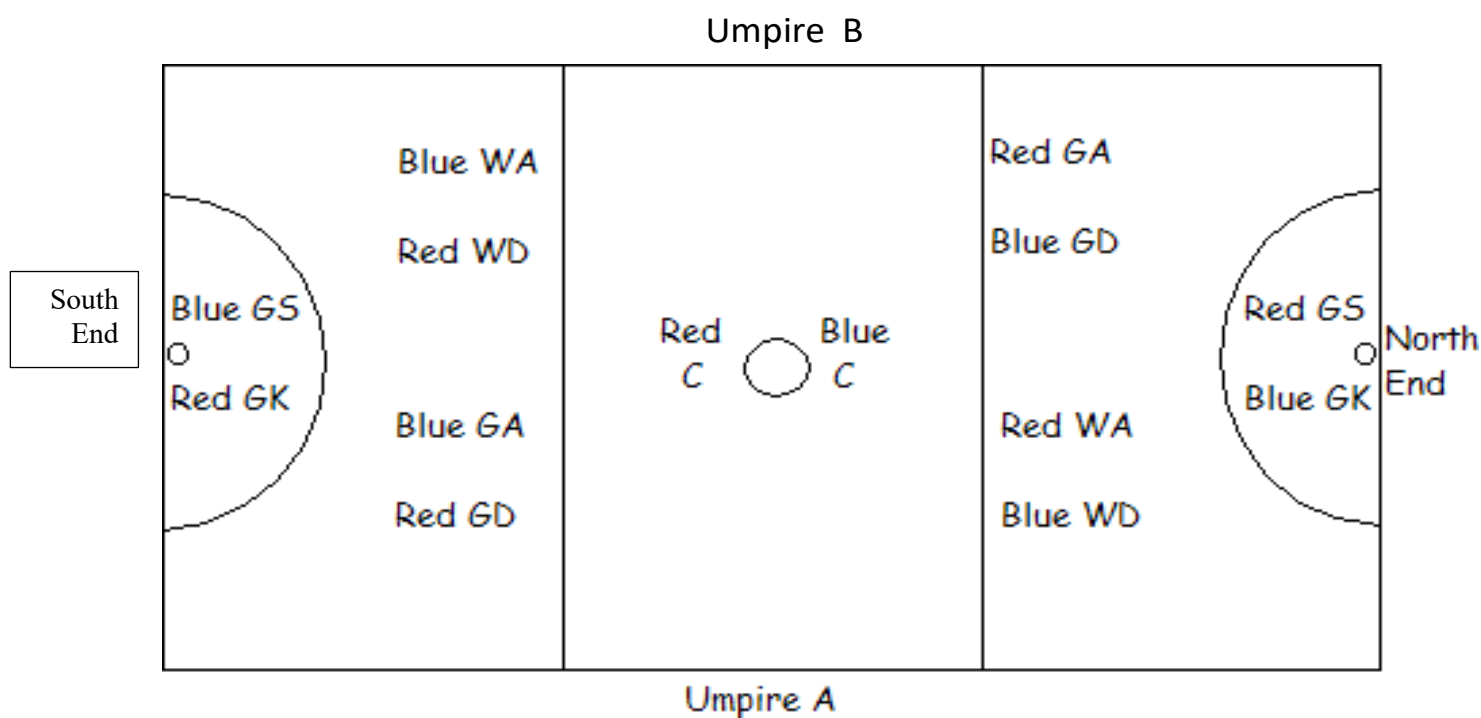 Umpire B
Blue WA
Red GA
Red WD
Blue GD
South
End
Blue GS
Red GK
Red
C
Blue
C
Red GS
Blue GK
North
End
Blue GA
Red WA
Red GD
Blue WD
Umpire A